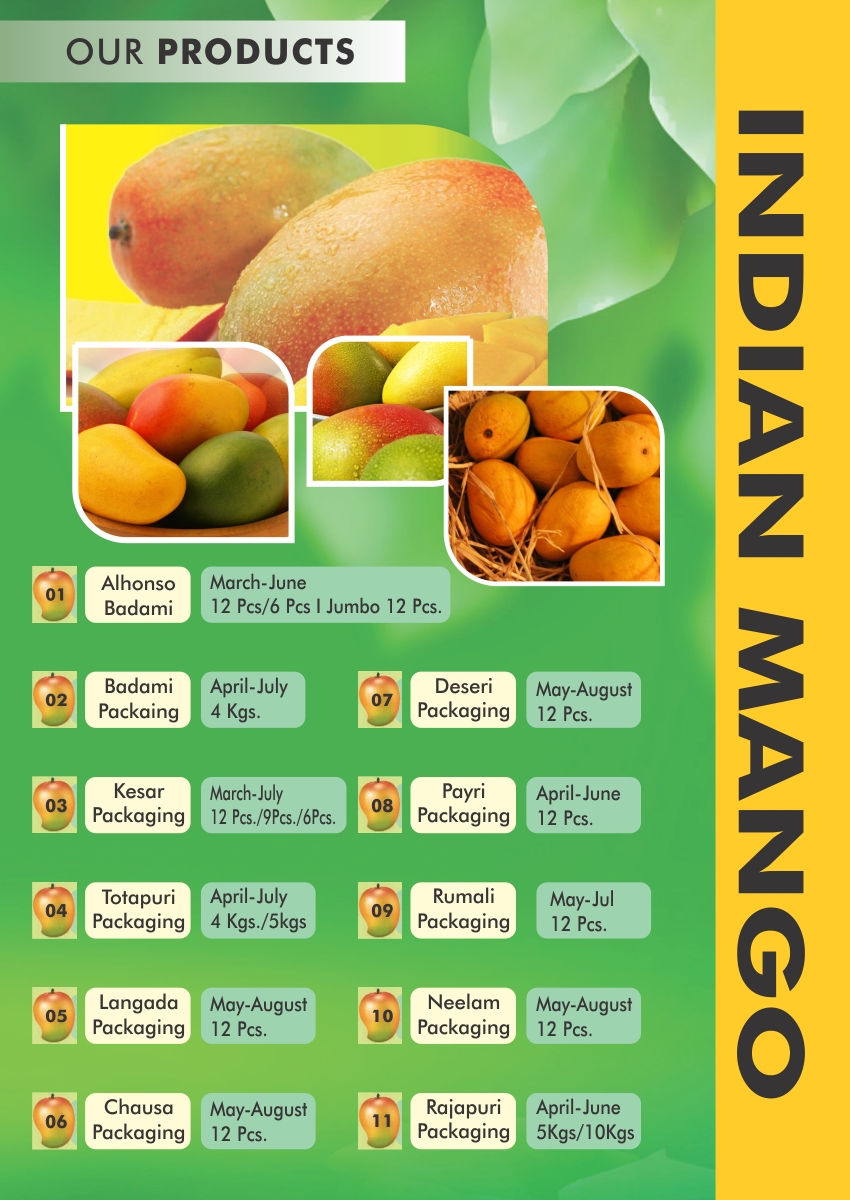 OUR PRODUCTS
INDIAN MANGO
01
Alhonso
Badami
March-June
12 Pcs/6 Pcs I Jumbo 12 Pcs.
02
Badami
Packaing
April-July
4 Kgs.
03
Kesar
Packaging
March-July
12 Pcs./9Pcs./6Pcs.
04
Totapuri
Packaging
April-July
4 Kgs./5kgs
05
Langada
Packaging
May-August
12 Pcs.
06
Chausa
Packaging
May-August
12 Pcs.
07
Deseri
Packaging
May-August
12 Pcs.
08
Payri
Packaging
April-June
12 Pcs.
09
Rumali
Packaging
May-Jul
12 Pcs.
10
Neelam
Packaging
May-August
12 Pcs.
11
Rajapuri
Packaging
April-June
5Kgs/10Kgs